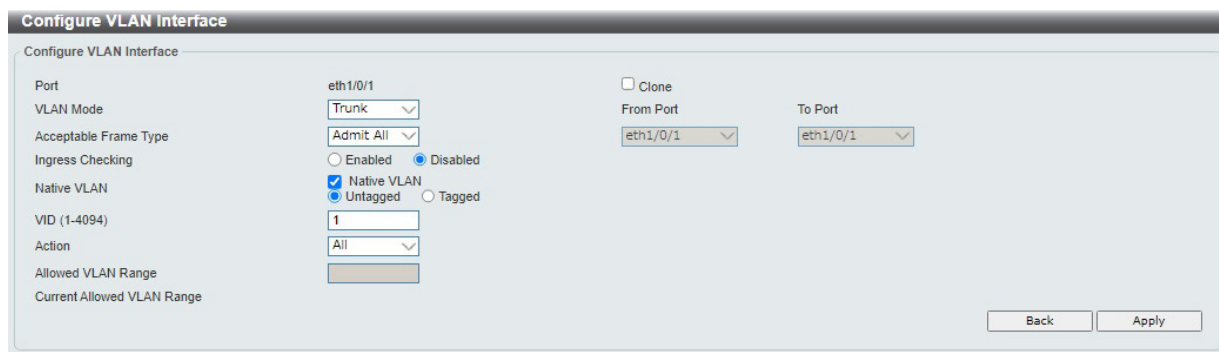 Configure VLAN Interface
Configure VLAN Interface
Port eth1/0/1 Clone
VLAN Mode Trunk From Port To Port
Acceptable Frame Type Admit All eth1/0/1 eth1/0/1
Ingress Checking Enabled Disabled
Native VLAN Native VLAN
Untagged Tagged
VID (1-4094) 1
Action All
Allowed VLAN Range
Current Allowed VLAN Range
Back Apply